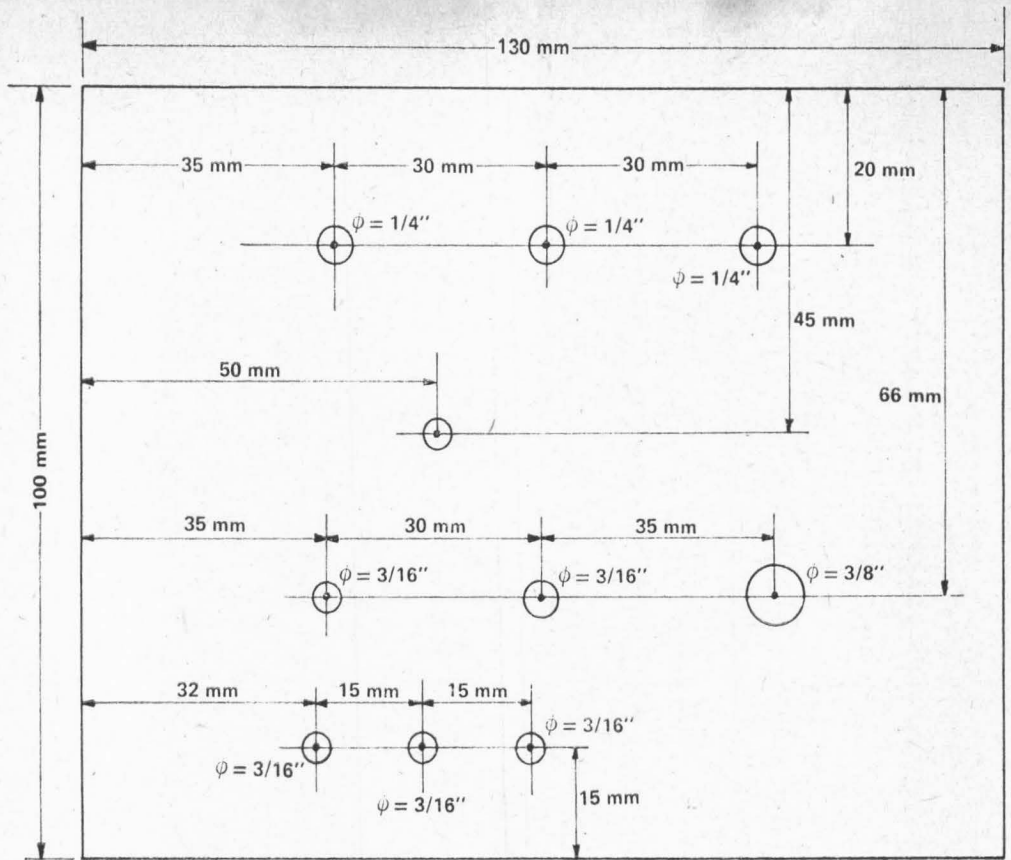 130 mm
35 mm 30 mm 30 mm 20 mm
φ = 1/4" φ = 1/4"
φ = 1/4"
45 mm
50 mm
66 mm
100 mm
35 mm 30 mm 35 mm
φ = 3/16" φ = 3/16" φ = 3/8"
32 mm 15 mm 15 mm
φ = 3/16"
φ = 3/16"
φ = 3/16"
15 mm